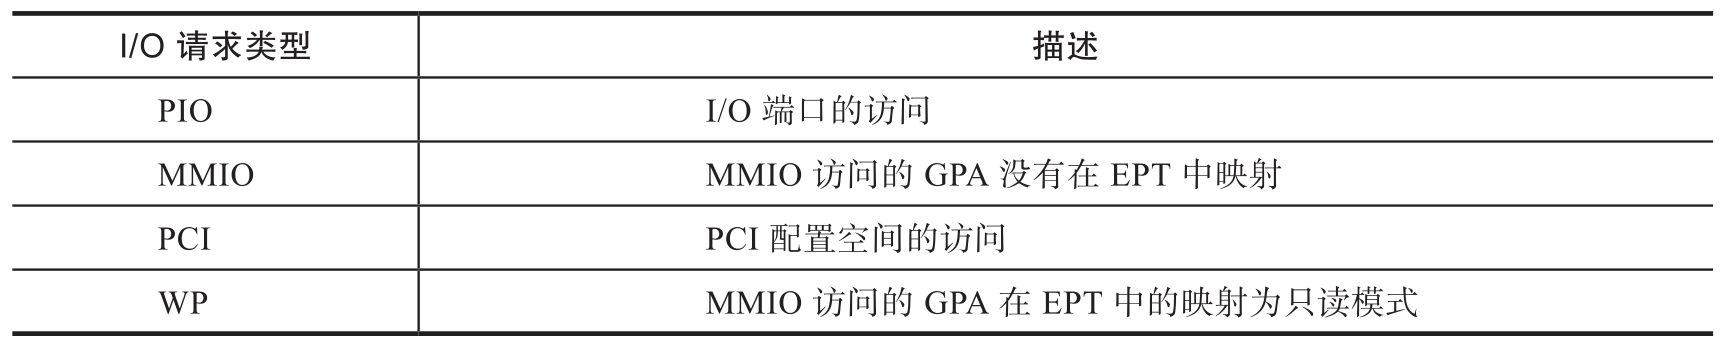 I/O 请求类型 描述
PIO I/O 端口的访问
MMIO MMIO 访问的 GPA 没有在 EPT 中映射
PCI PCI 配置空间的访问
WP MMIO 访问的 GPA 在 EPT 中的映射为只读模式